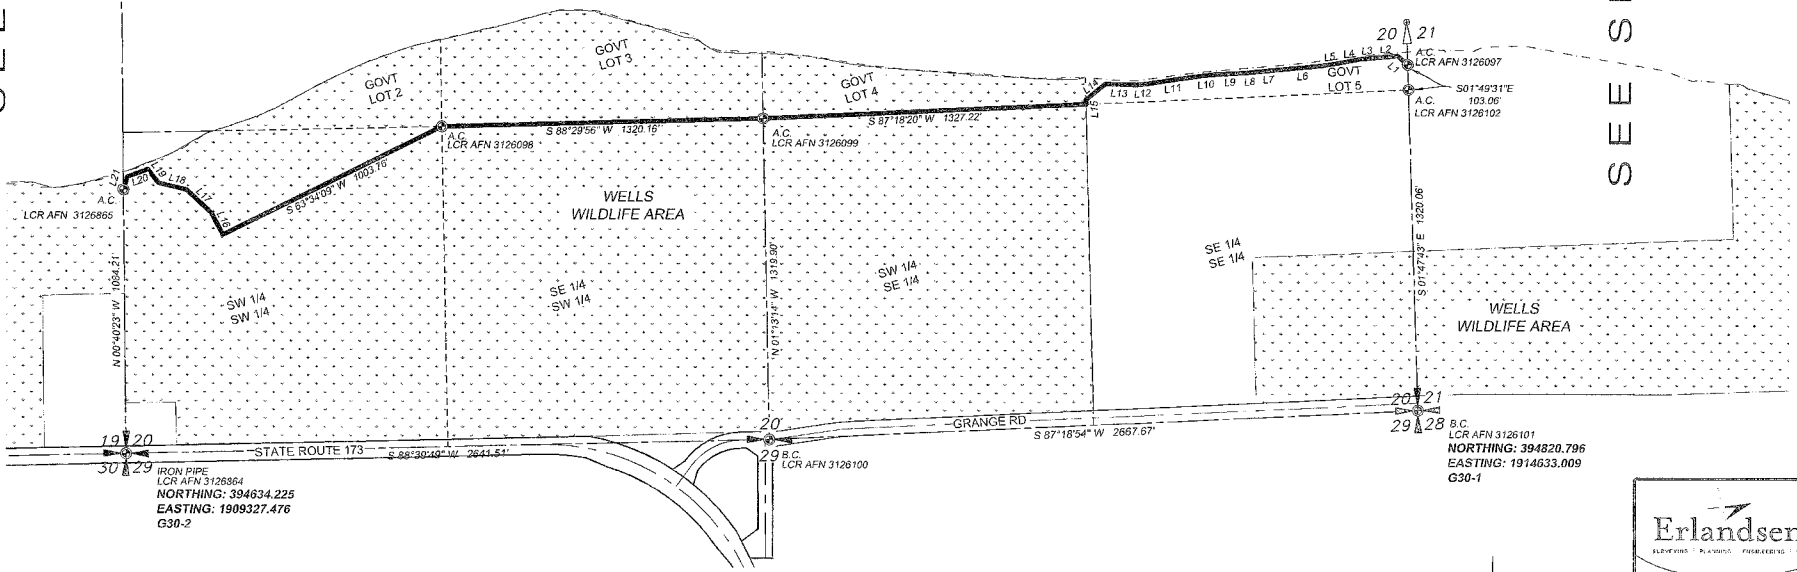 SEE
SEE
GOVT
LOT 2
GOVT
LOT 3
GOVT
LOT 4
GOVT
LOT 5
20 21
A.C.
LCR AFN 3126097
S01°49'31"E
103.06'
A.C.
LCR AFN 3126102
L1
L2
L3
L4
L5
L6
L7
L8
L9
L10
L11
L12
L13
L14
L15
S 87°18'20" W 1327.22'
A.C.
LCR AFN 3126099
S 88°29'56" W 1320.16'
A.C.
LCR AFN 3126098
S 63°34'09" W 1003.76'
L16
L17
L18
L19
L20
L21
A.C.
LCR AFN 3126865
WELLS
WILDLIFE AREA
N 00°40'23" W 1084.21'
SW 1/4
SW 1/4
SE 1/4
SW 1/4
N 01°13'14" W 1319.90'
SW 1/4
SE 1/4
SE 1/4
SE 1/4
S 01°47'43" E 1320.06'
WELLS
WILDLIFE AREA
19 20
30 29
IRON PIPE
LCR AFN 3126864
NORTHING: 394634.225
EASTING: 1909327.476
G30-2
STATE ROUTE 173
S 88°39'49" W 2641.51'
20
29 B.C.
LCR AFN 3126100
GRANGE RD
S 87°18'54" W 2667.67'
20 21
29 28 B.C.
LCR AFN 3126101
NORTHING: 394820.796
EASTING: 1914633.009
G30-1
Erlandsen
SURVEYING PLANNING ENGINEERING